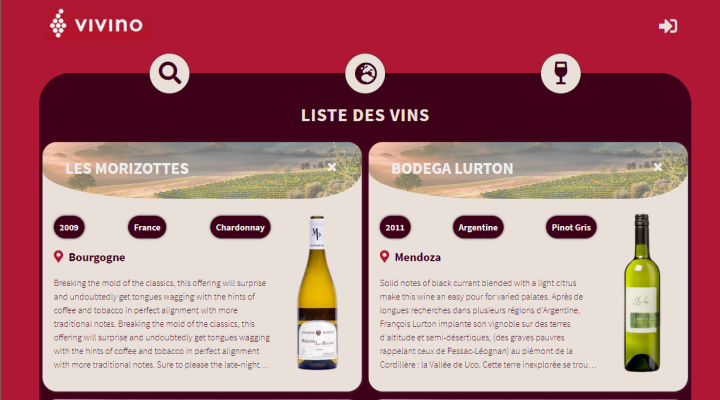 vivino
LISTE DES VINS
LES MORIZOTTES
2009
France
Chardonnay
Bourgogne
Breaking the mold of the classics, this offering will surprise
and undoubtedly get tongues wagging with the hints of
coffee and tobacco in perfect alignment with more
traditional notes. Breaking the mold of the classics, this
offering will surprise and undoubtedly get tongues wagging
with the hints of coffee and tobacco in perfect alignment
with more traditional notes. Sure to please the late-night…
BODEGA LURTON
2011
Argentine
Pinot Gris
Mendoza
Solid notes of black currant blended with a light citrus
make this wine an easy pour for varied palates. Après de
longues recherches dans plusieurs régions d'Argentine,
François Lurton implante son vignoble sur des terres
d'altitude et semi-désertiques, (des graves pauvres
rappelant ceux de Pessac-Léognan) au piémont de la
Cordillère : la Vallée de Uco. Cette terre inexplorée se trou…